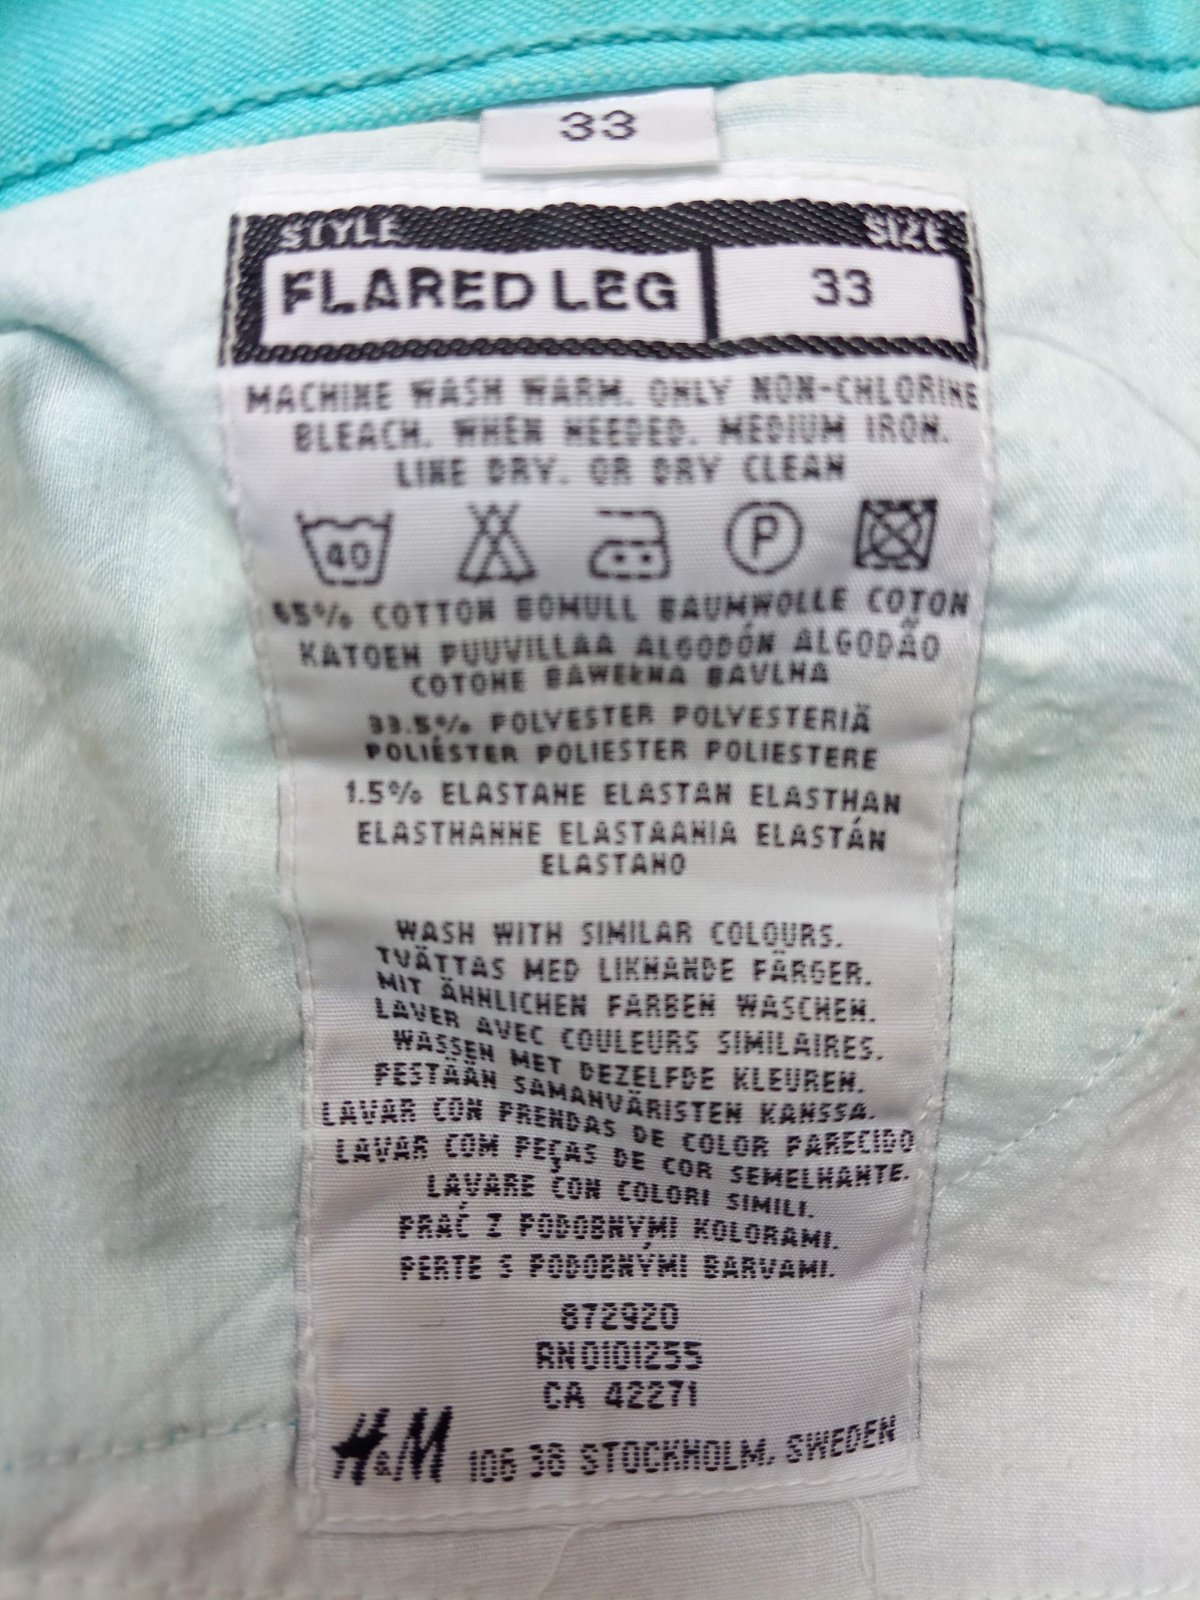 33
STYLE SIZE
FLARED LEG 33
MACHINE WASH WARM. ONLY NON-CHLORINE
BLEACH. WHEN NEEDED. MEDIUM IRON.
LINE DRY. OR DRY CLEAN
40 P
65% COTTON BOMULL BAUMWOLLE COTON
KATOEN PUUVILLAA ALGODÓN ALGODÃO
COTONE BAWEŁNA BAVLNA
33.5% POLYESTER POLYESTERIÄ
POLIÉSTER POLIESTER POLIESTERE
1.5% ELASTANE ELASTAN ELASTHAN
ELASTHANNE ELASTAANIA ELASTÁN
ELASTANO
WASH WITH SIMILAR COLOURS.
TVÄTTAS MED LIKNANDE FÄRGER.
MIT ÄHNLICHEN FARBEN WASCHEN.
LAVER AVEC COULEURS SIMILAIRES.
WASSEN MET DEZELFDE KLEUREN.
PESTÄÄN SAMANVÄRISTEN KANSSA.
LAVAR CON PRENDAS DE COLOR PARECIDO
LAVAR COM PEÇAS DE COR SEMELHANTE.
LAVARE CON COLORI SIMILI.
PRAĆ Z PODOBNYMI KOLORAMI.
PERTE S PODOBNÝMI BARVAMI.
872920
RN0101255
CA 42271
H&M 106 38 STOCKHOLM, SWEDEN